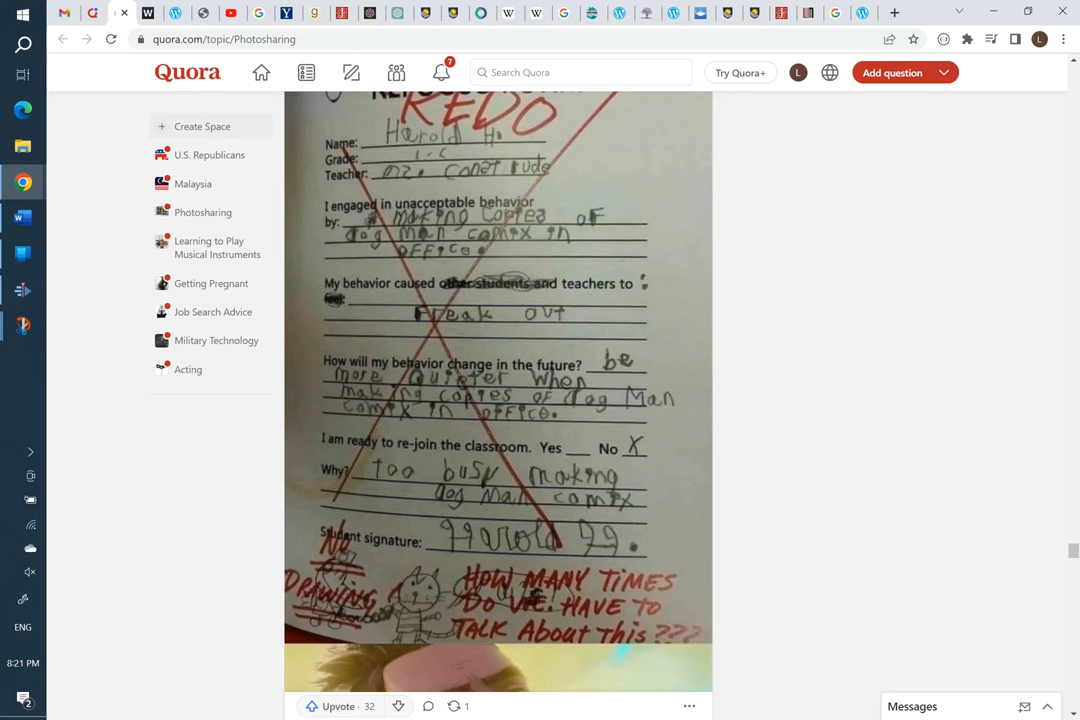 quora.com/topic/Photosharing
Quora
7
Search Quora
Try Quora+
L
Add question
L
Create Space
U.S. Republicans
Malaysia
Photosharing
Learning to Play
Musical Instruments
Getting Pregnant
Job Search Advice
Military Technology
Acting
REDO
Name: Harold H.
Grade: 1-C
Teacher: mz. Construde
I engaged in unacceptable behavior
by: making copies of
dog man comix in
office.
My behavior caused other students and teachers to :
Freak out
How will my behavior change in the future? be
more quieter when
making copies of dog Man
comix in office.
I am ready to re-join the classroom. Yes ___ No X
Why? too busy making
dog man comix
Student signature: Harold H.
No
DRAWING
HOW MANY TIMES
DO WE HAVE TO
TALK About this???
Upvote · 32
1
Messages
ENG
8:21 PM
2